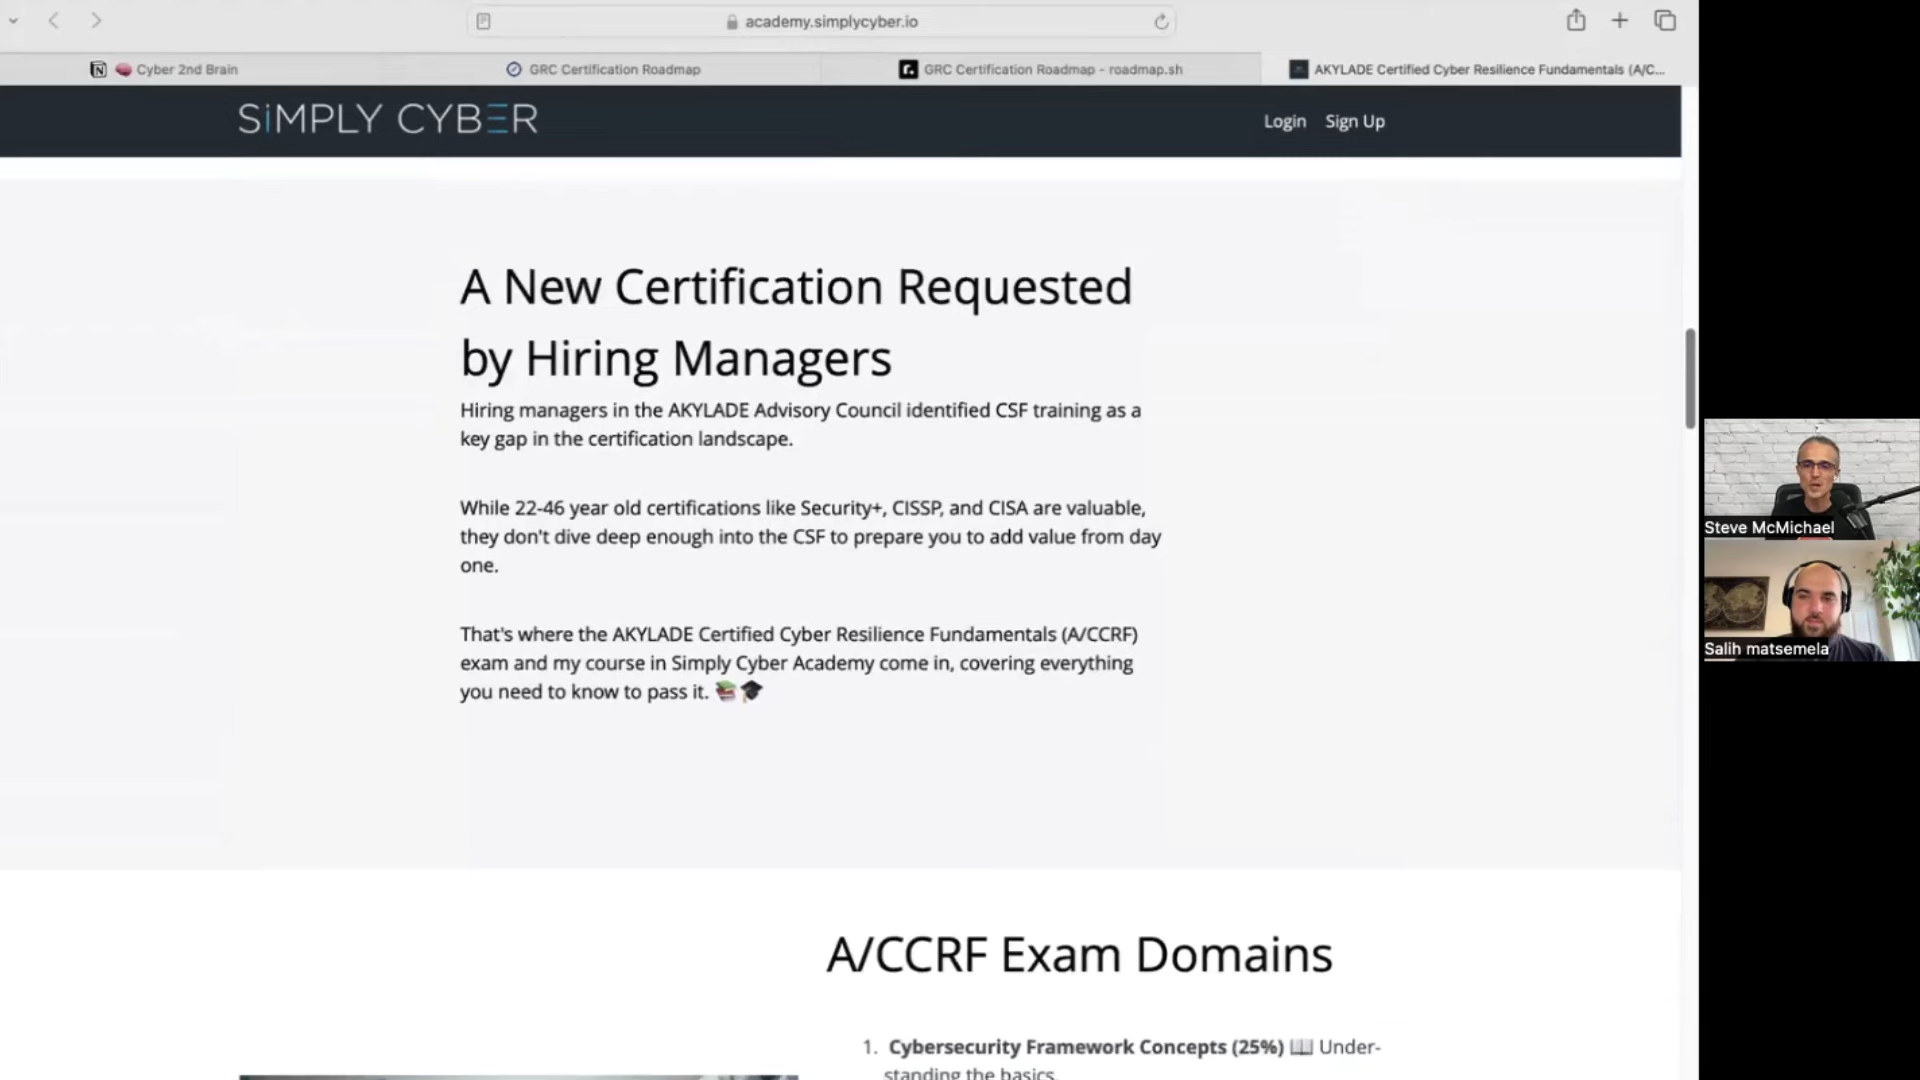 academy.simplycyber.io
Cyber 2nd Brain
GRC Certification Roadmap
GRC Certification Roadmap - roadmap.sh
AKYLADE Certified Cyber Resilience Fundamentals (A/C...
SiMPLY CYBER
Login
Sign Up
A New Certification Requested
by Hiring Managers
Hiring managers in the AKYLADE Advisory Council identified CSF training as a
key gap in the certification landscape.
While 22-46 year old certifications like Security+, CISSP, and CISA are valuable,
they don't dive deep enough into the CSF to prepare you to add value from day
one.
That's where the AKYLADE Certified Cyber Resilience Fundamentals (A/CCRF)
exam and my course in Simply Cyber Academy come in, covering everything
you need to know to pass it. 📚🎓
Steve McMichael
Salih matsemela
A/CCRF Exam Domains
1. Cybersecurity Framework Concepts (25%) 📖 Under-
standing the basics.